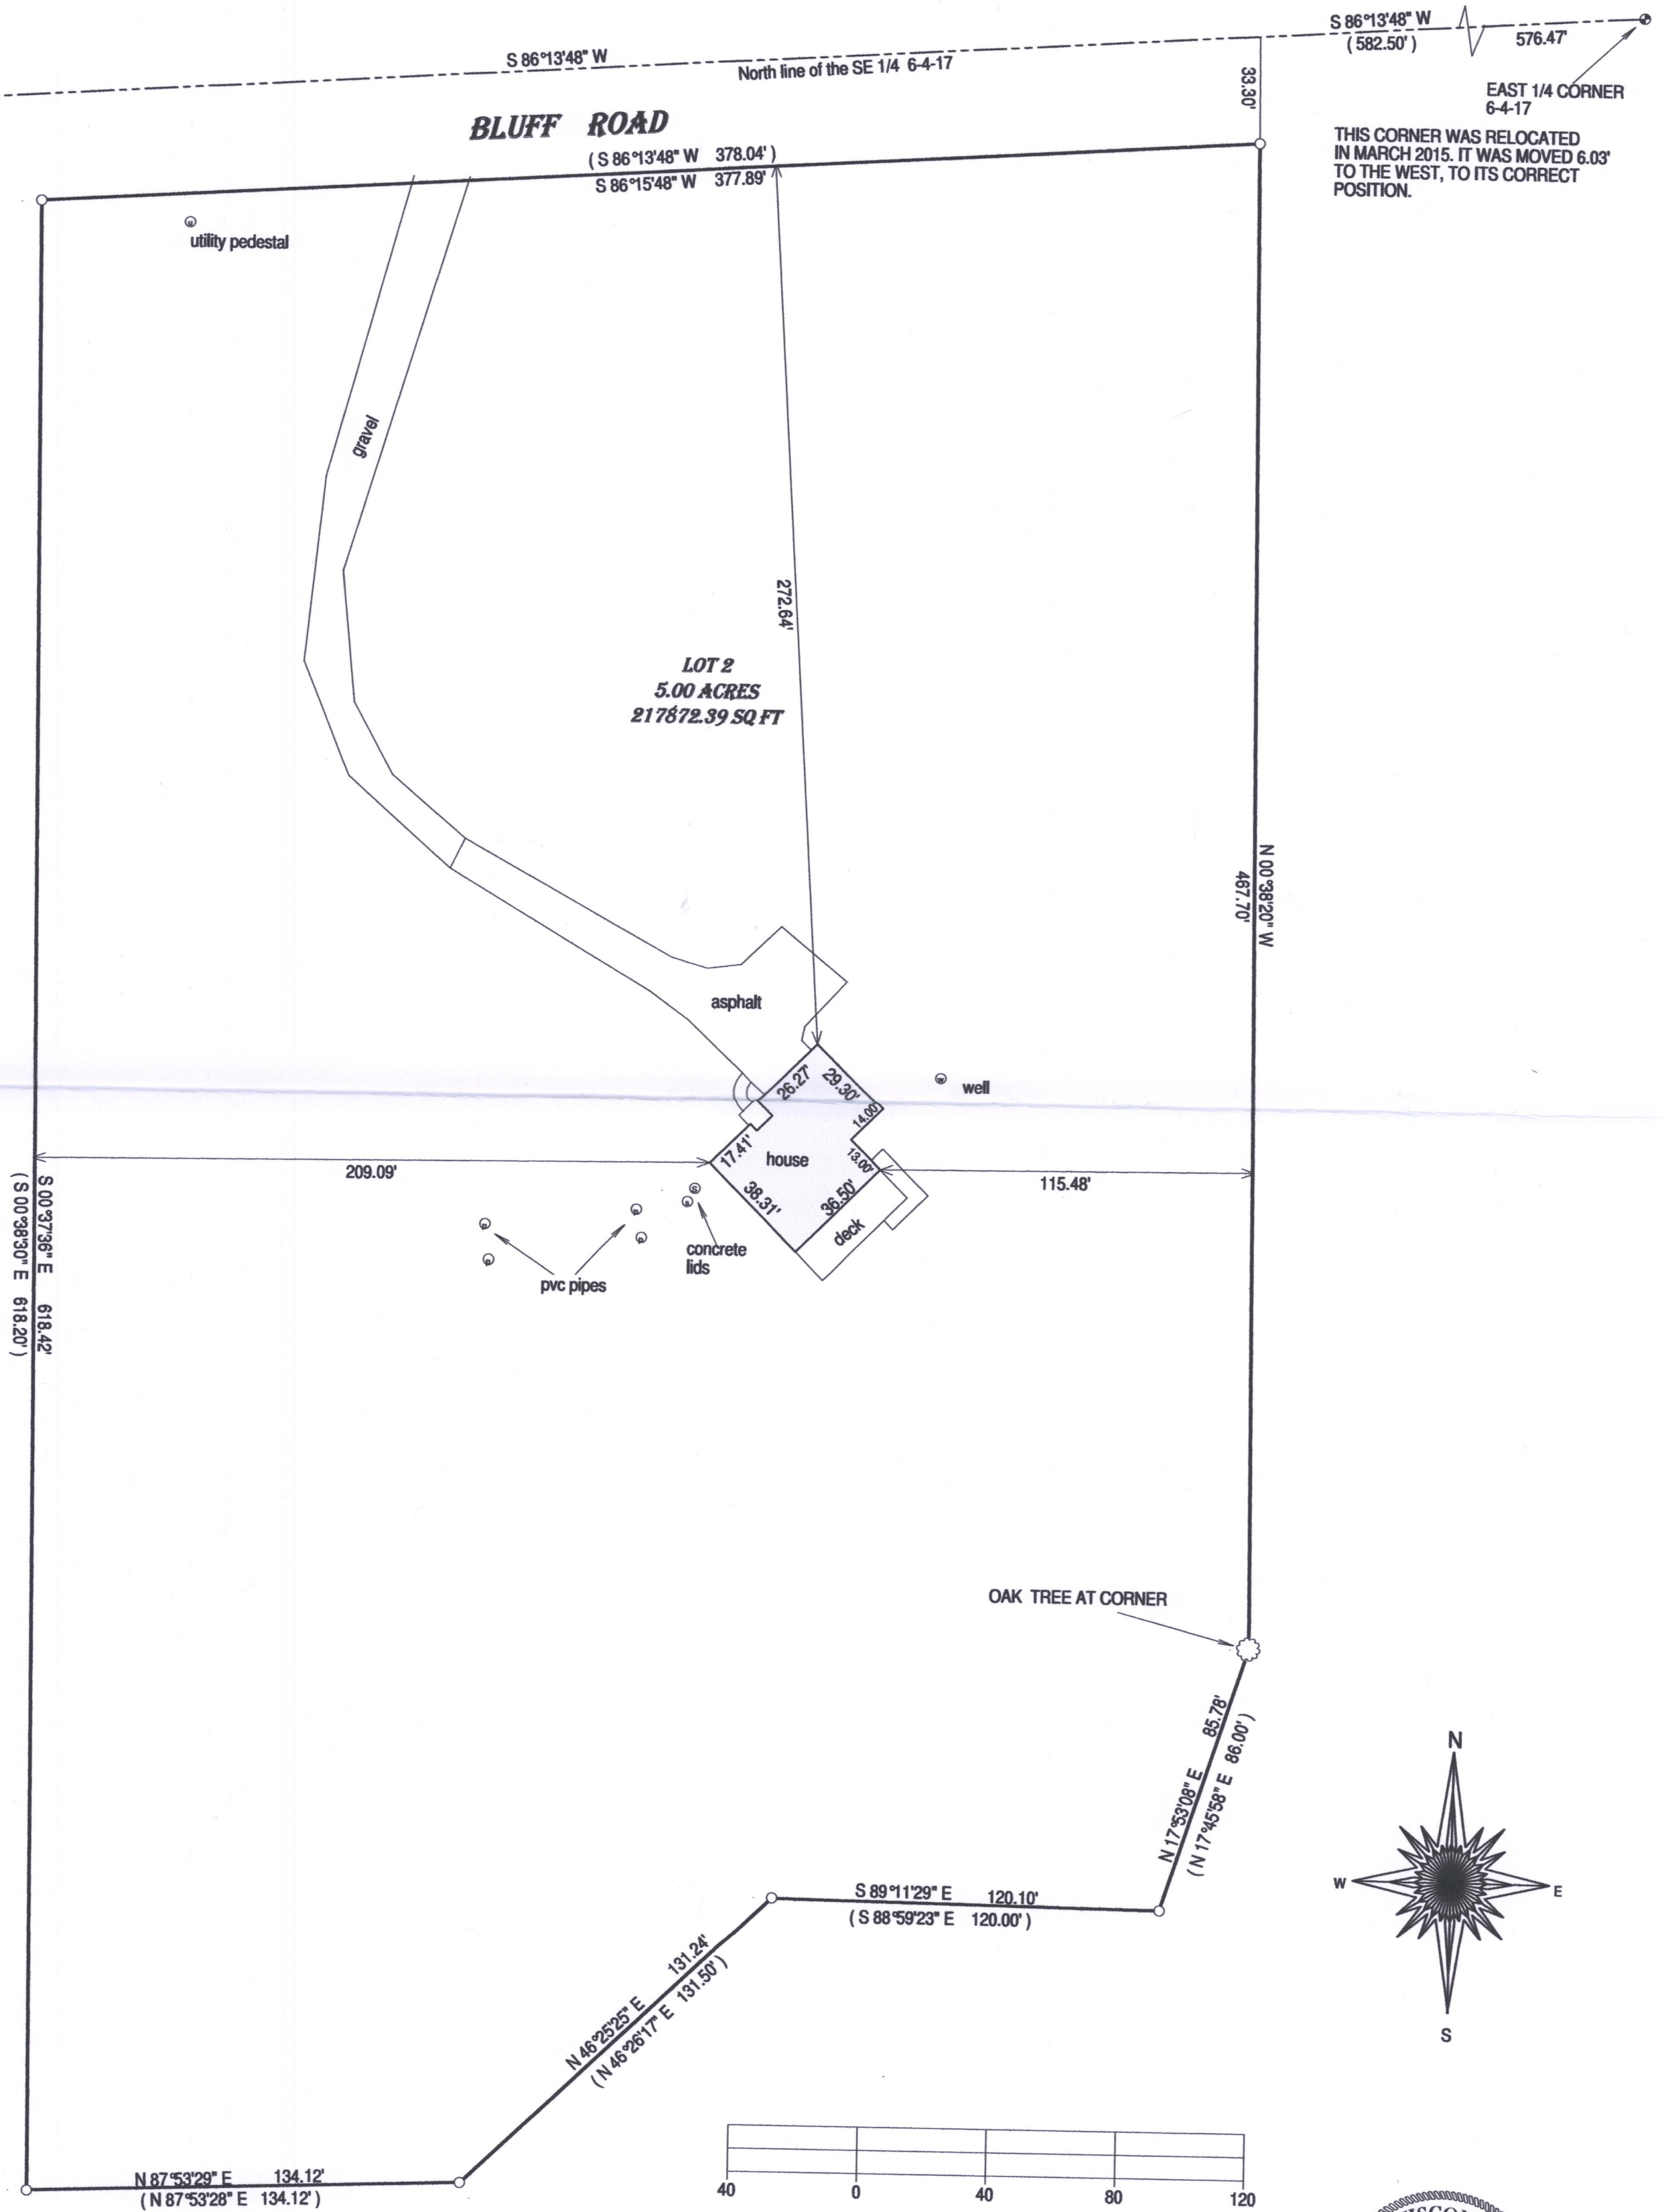 S 86°13'48" W
( 582.50' )
576.47'
S 86°13'48" W
North line of the SE 1/4 6-4-17
33.30'
EAST 1/4 CORNER
6-4-17
THIS CORNER WAS RELOCATED
IN MARCH 2015. IT WAS MOVED 6.03'
TO THE WEST, TO ITS CORRECT
POSITION.
BLUFF ROAD
( S 86°13'48" W 378.04' )
S 86°15'48" W 377.89'
utility pedestal
gravel
272.64'
LOT 2
5.00 ACRES
217872.39 SQ FT
N 00°38'20" W
467.70'
asphalt
26.27'
29.30'
14.00'
well
17.41'
house
13.00'
209.09'
115.48'
38.31'
36.50'
deck
concrete
lids
pvc pipes
S 00°37'36" E 618.42'
( S 00°38'30" E 618.20' )
OAK TREE AT CORNER
N 17°53'08" E 85.78'
( N 17°45'58" E 86.00' )
S 89°11'29" E 120.10'
( S 88°59'23" E 120.00' )
N 46°25'25" E 131.24'
( N 46°26'17" E 131.50' )
N 87°53'29" E 134.12'
( N 87°53'28" E 134.12' )
N
W
E
S
40 0 40 80 120